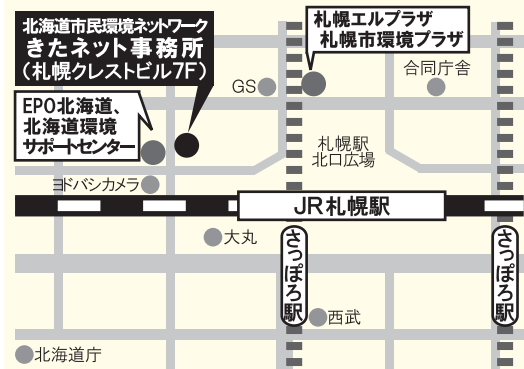 北海道市民環境ネットワーク
きたネット事務所
(札幌クレストビル7F)
札幌エルプラザ
札幌市環境プラザ
GS
合同庁舎
EPO北海道、
北海道環境
サポートセンター
札幌駅
北口広場
ヨドバシカメラ
JR札幌駅
大丸
さっぽろ駅
さっぽろ駅
西武
北海道庁